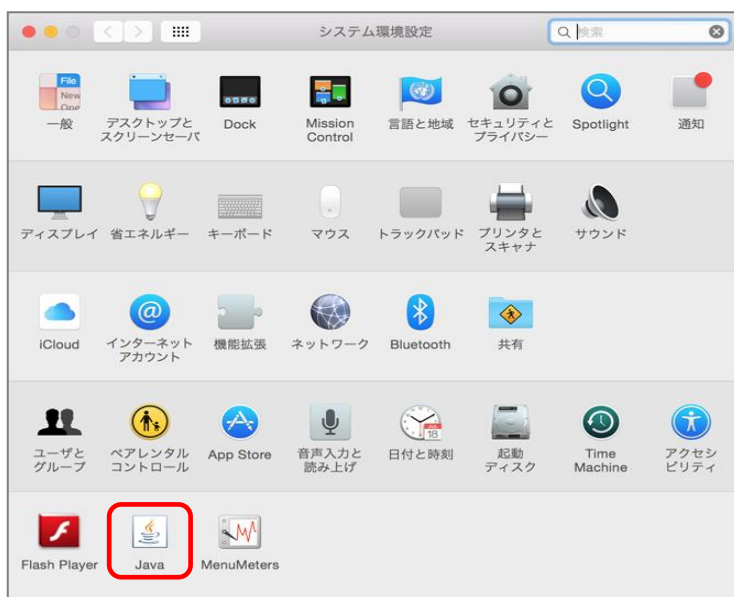 システム環境設定
検索
File
New
Ope
一般
デスクトップと
スクリーンセーバ
Dock
Mission
Control
言語と地域
セキュリティと
プライバシー
Spotlight
通知
ディスプレイ
省エネルギー
キーボード
マウス
トラックパッド
プリンタと
スキャナ
サウンド
iCloud
@
インターネット
アカウント
機能拡張
ネットワーク
Bluetooth
共有
ユーザと
グループ
ペアレンタル
コントロール
App Store
音声入力と
読み上げ
JUL
18
日付と時刻
起動
ディスク
Time
Machine
アクセシ
ビリティ
Flash Player
Java
MenuMeters